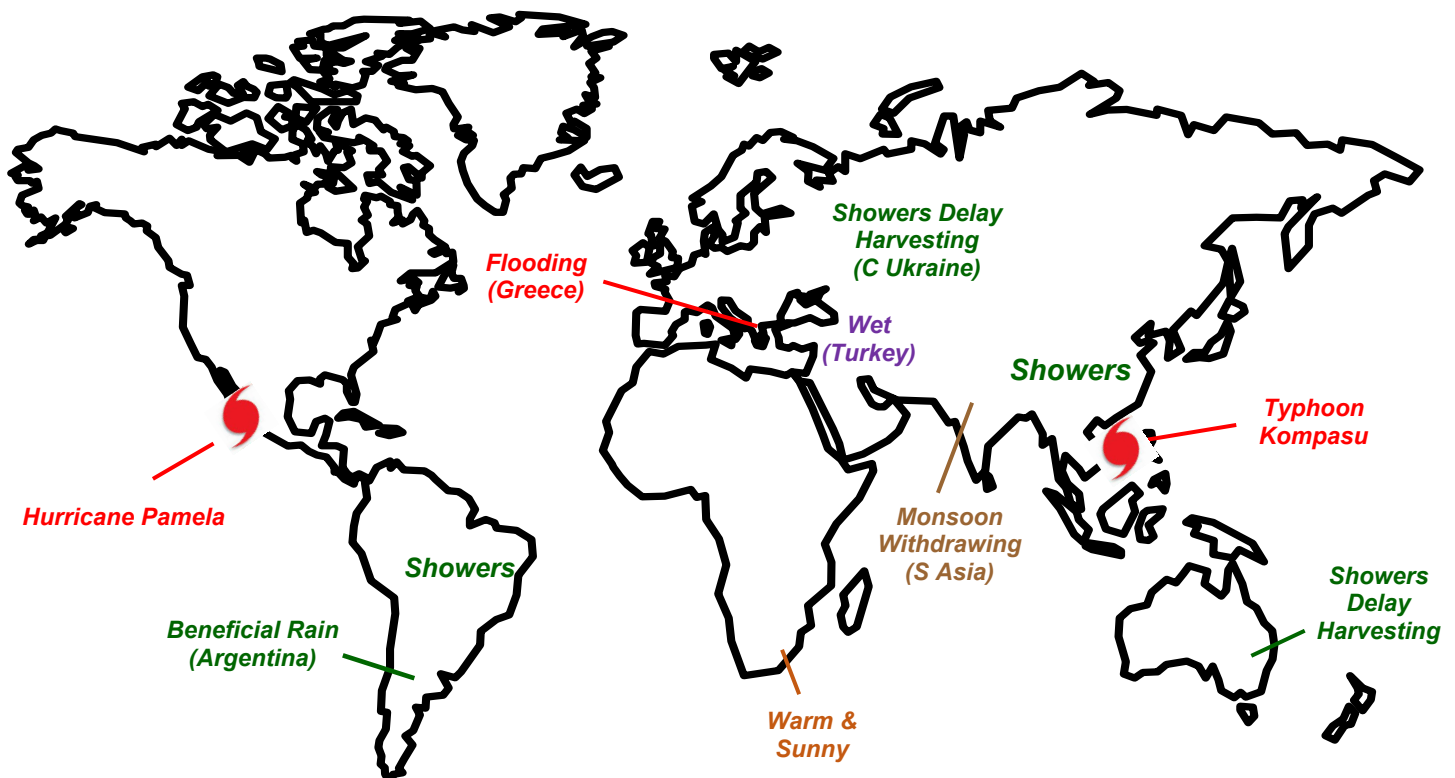 Showers Delay
Harvesting
(C Ukraine)
Flooding
(Greece)
Wet
(Turkey)
Showers
Typhoon
Kompasu
Hurricane Pamela
Monsoon
Withdrawing
(S Asia)
Showers
Beneficial Rain
(Argentina)
Showers
Delay
Harvesting
Warm &
Sunny